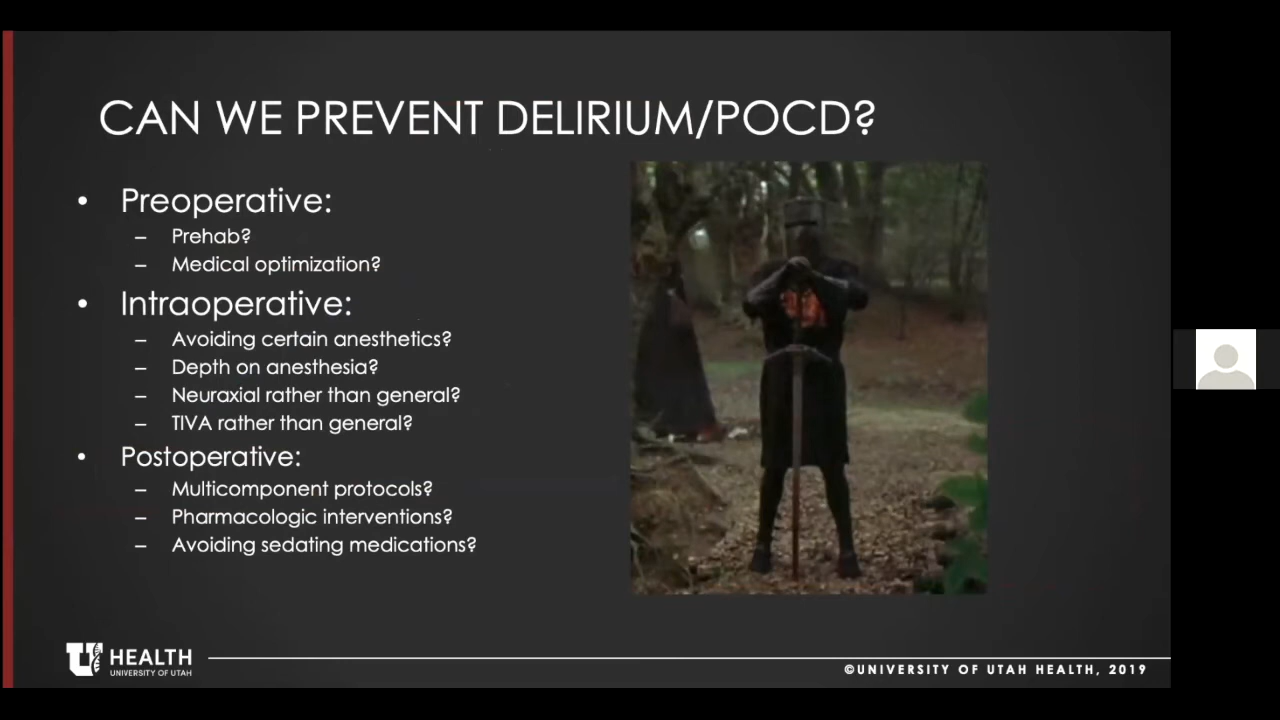 CAN WE PREVENT DELIRIUM/POCD?
• Preoperative:
– Prehab?
– Medical optimization?
• Intraoperative:
– Avoiding certain anesthetics?
– Depth on anesthesia?
– Neuraxial rather than general?
– TIVA rather than general?
• Postoperative:
– Multicomponent protocols?
– Pharmacologic interventions?
– Avoiding sedating medications?
U HEALTH
UNIVERSITY OF UTAH
©UNIVERSITY OF UTAH HEALTH, 2019